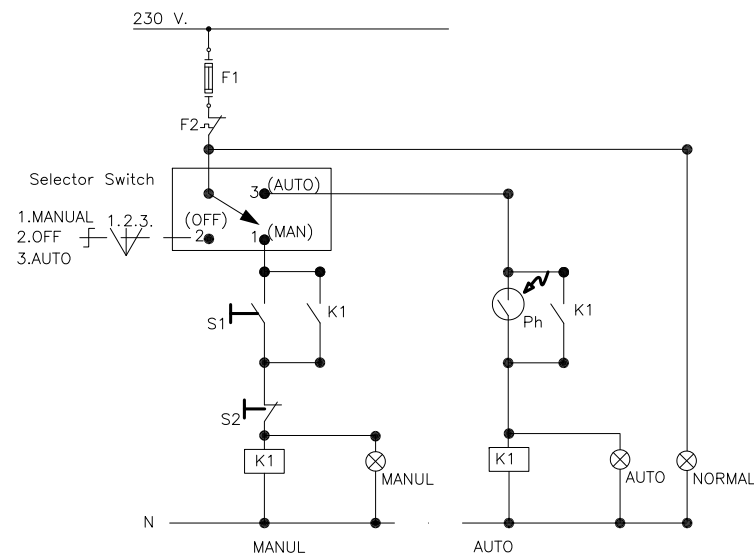 230 V.
F1
F2
Selector Switch
1.MANUAL
2.OFF
3.AUTO
1.2.3.
3 (AUTO)
(OFF)
2
1 (MAN)
S1
K1
Ph
K1
S2
K1
MANUL
K1
AUTO
NORMAL
N
MANUL
AUTO